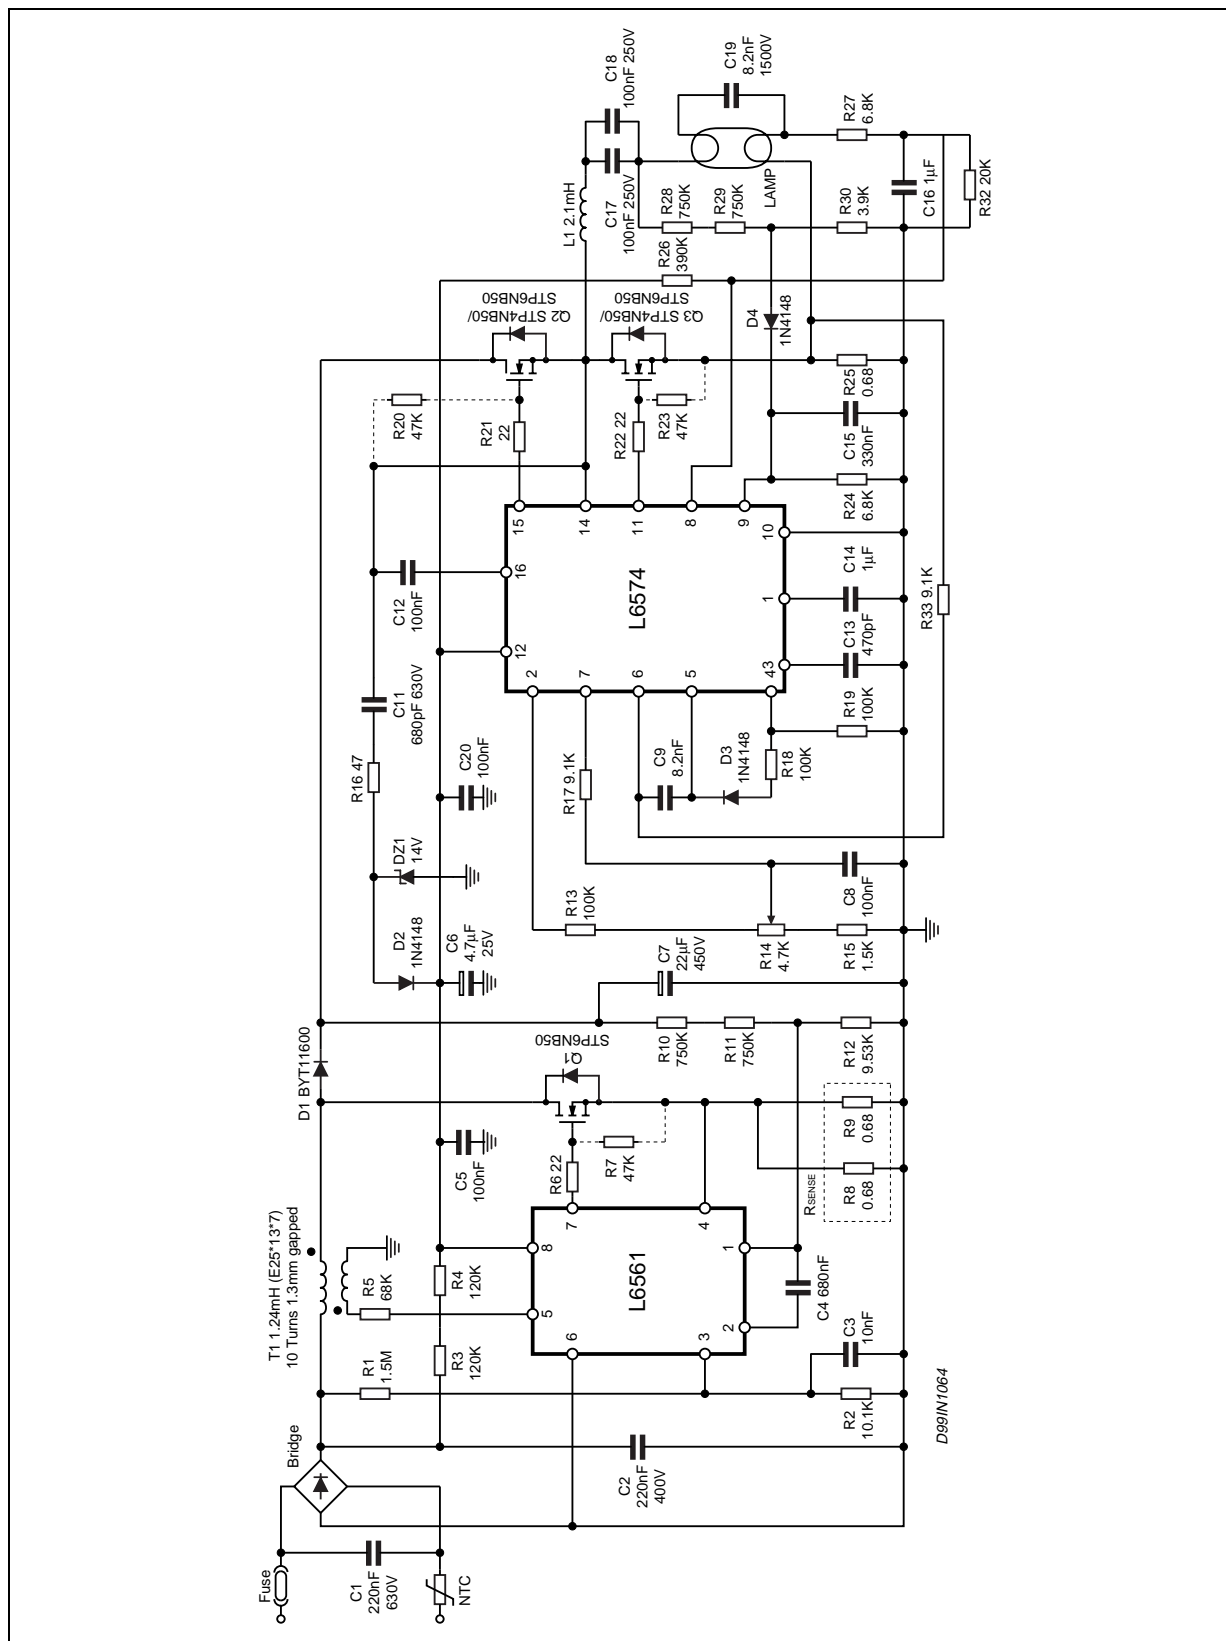 Fuse
C1
220nF
630V
NTC
Bridge
T1 1.24mH (E25*13*7)
10 Turns 1.3mm gapped
R1
1.5M
R5
68K
R3
120K
R4
120K
C2
220nF
400V
R2
10.1K
C3
10nF
C4 680nF
L6561
5
8
6
7
3
4
2
1
C5
100nF
R6 22
R7
47K
Q1
STP6NB50
RSENSE
R8
0.68
R9
0.68
D1 BYT11600
R10
750K
R11
750K
R12
9.53K
D2
1N4148
C6
4.7µF
25V
C7
22µF
450V
DZ1
14V
R13
100K
R14
4.7K
R15
1.5K
C8
100nF
R16 47
C20
100nF
R17 9.1K
C9
8.2nF
D3
1N4148
R18
100K
R19
100K
C11
680pF 630V
C12
100nF
L6574
12
16
2
7
6
5
43
15
14
11
8
9
1
10
C13
470pF
C14
1µF
R33 9.1K
R20
47K
R21
22
R22 22
R23
47K
R24
6.8K
C15
330nF
R25
0.68
Q2 STP4NB50/
STP6NB50
Q3 STP4NB50/
STP6NB50
D4
1N4148
L1 2.1mH
C17
100nF 250V
C18
100nF 250V
R26
390K
R28
750K
R29
750K
R30
3.9K
LAMP
C19
8.2nF
1500V
R27
6.8K
C16 1µF
R32 20K
D99IN1064